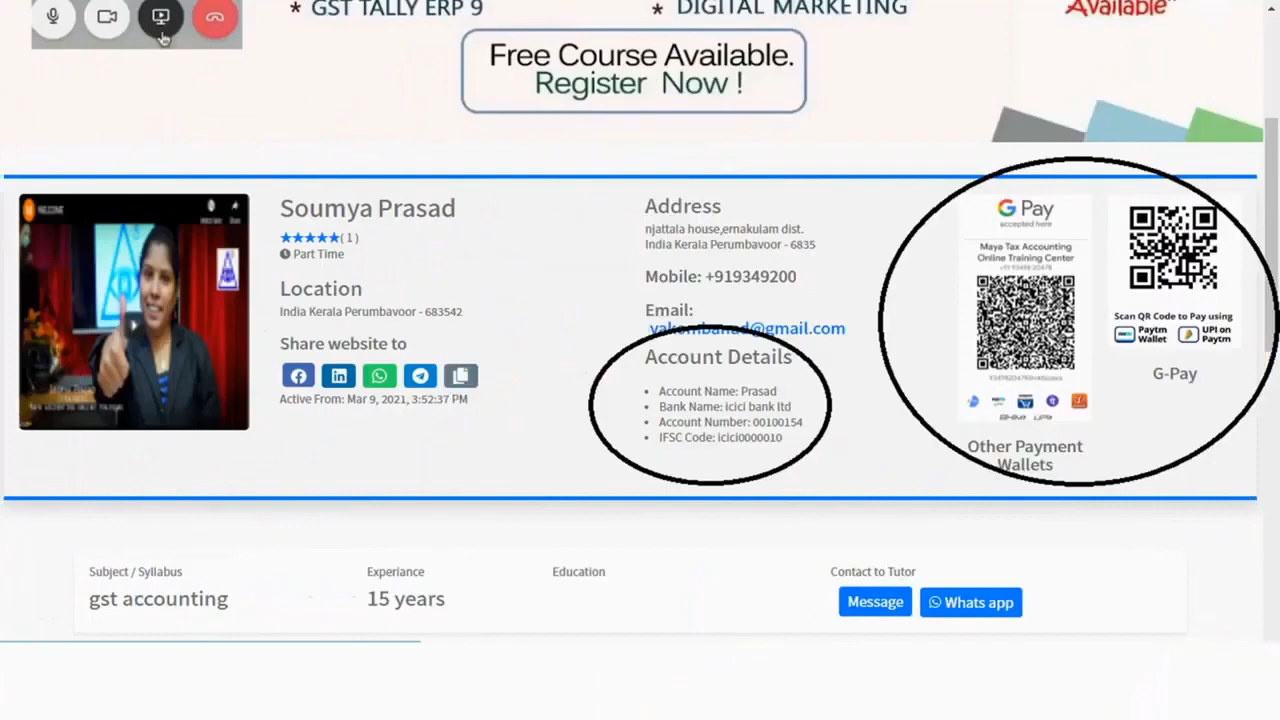 * GST TALLY ERP 9
* DIGITAL MARKETING
Available"
Free Course Available.
Register Now !
WELCOME
Soumya Prasad
( 1 )
Part Time
Location
India Kerala Perumbavoor - 683542
Share website to
Active From: Mar 9, 2021, 3:52:37 PM
Address
njattala house,ernakulam dist.
India Kerala Perumbavoor - 6835
Mobile: +919349200
Email:
vakembanad@gmail.com
Account Details
Account Name: Prasad
Bank Name: icici bank ltd
Account Number: 00100154
IFSC Code: icici0000010
G Pay
accepted here
Maya Tax Accounting
Online Training Center
Other Payment
Wallets
Scan QR Code to Pay using
Paytm
Wallet
UPI on
Paytm
G-Pay
Subject / Syllabus
gst accounting
Experiance
15 years
Education
Contact to Tutor
Message
Whats app